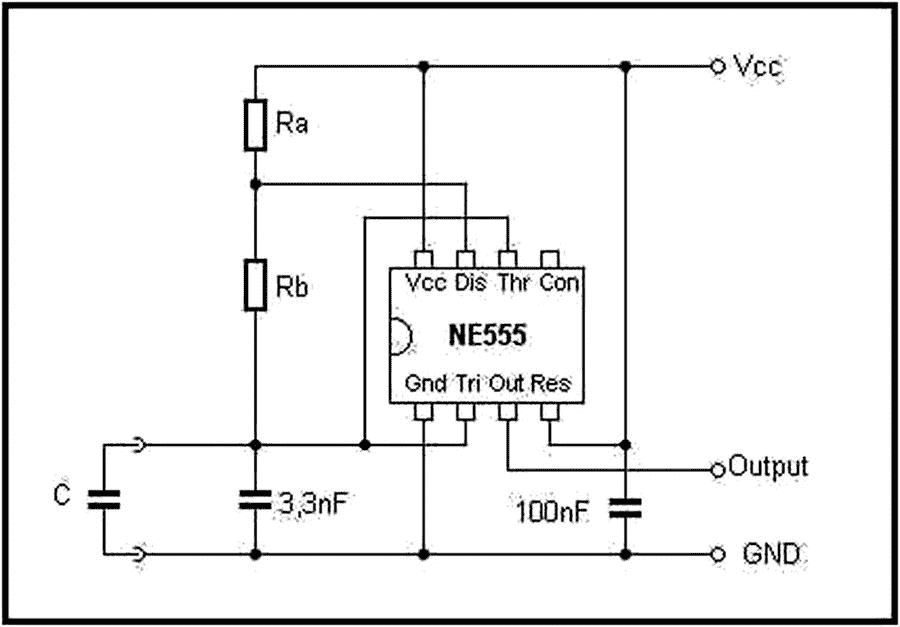 Vcc
Ra
Rb
Vcc Dis Thr Con
NE555
Gnd Tri Out Res
Output
C
3,3nF
100nF
GND